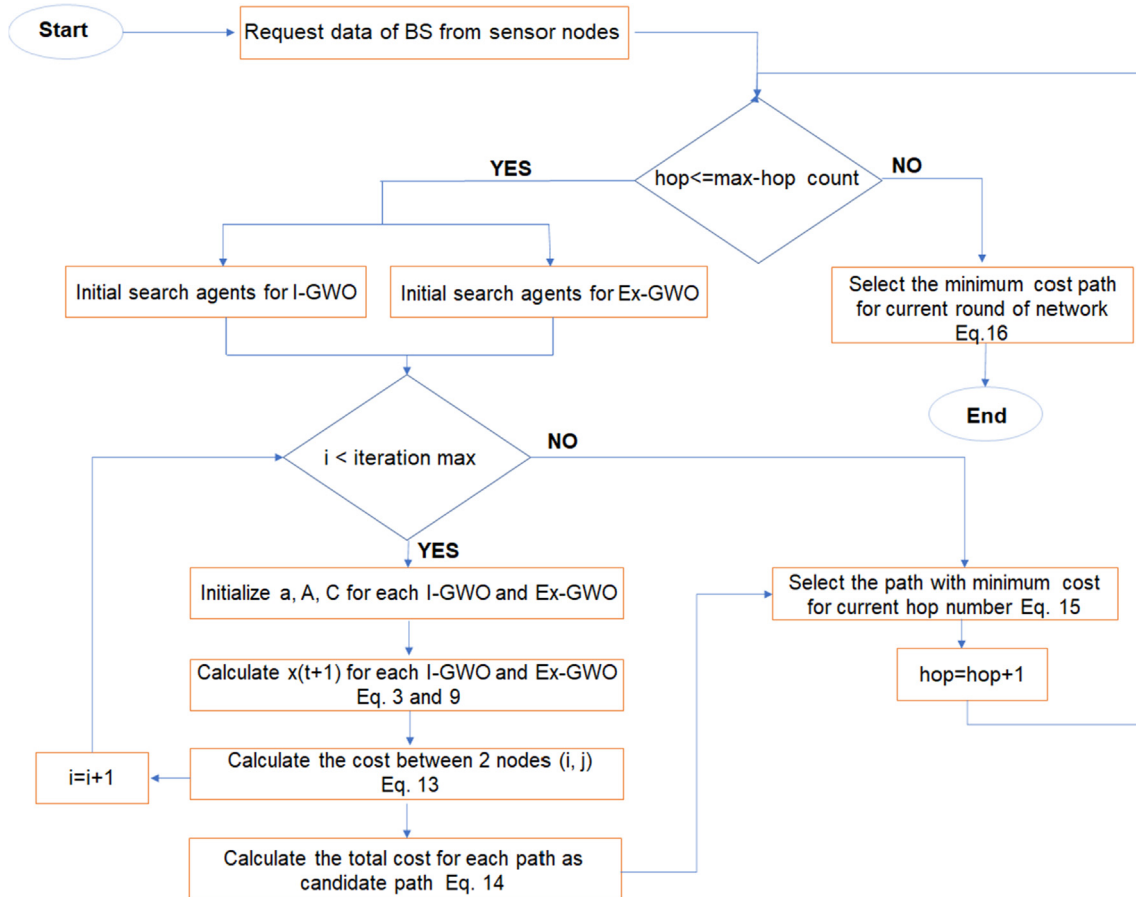 Start
Request data of BS from sensor nodes
hop<=max-hop count
YES
NO
Initial search agents for I-GWO
Initial search agents for Ex-GWO
Select the minimum cost path
for current round of network
Eq.16
End
i < iteration max
NO
YES
Initialize a, A, C for each I-GWO and Ex-GWO
Select the path with minimum cost
for current hop number Eq. 15
Calculate x(t+1) for each I-GWO and Ex-GWO
Eq. 3 and 9
hop=hop+1
Calculate the cost between 2 nodes (i, j)
Eq. 13
i=i+1
Calculate the total cost for each path as
candidate path Eq. 14